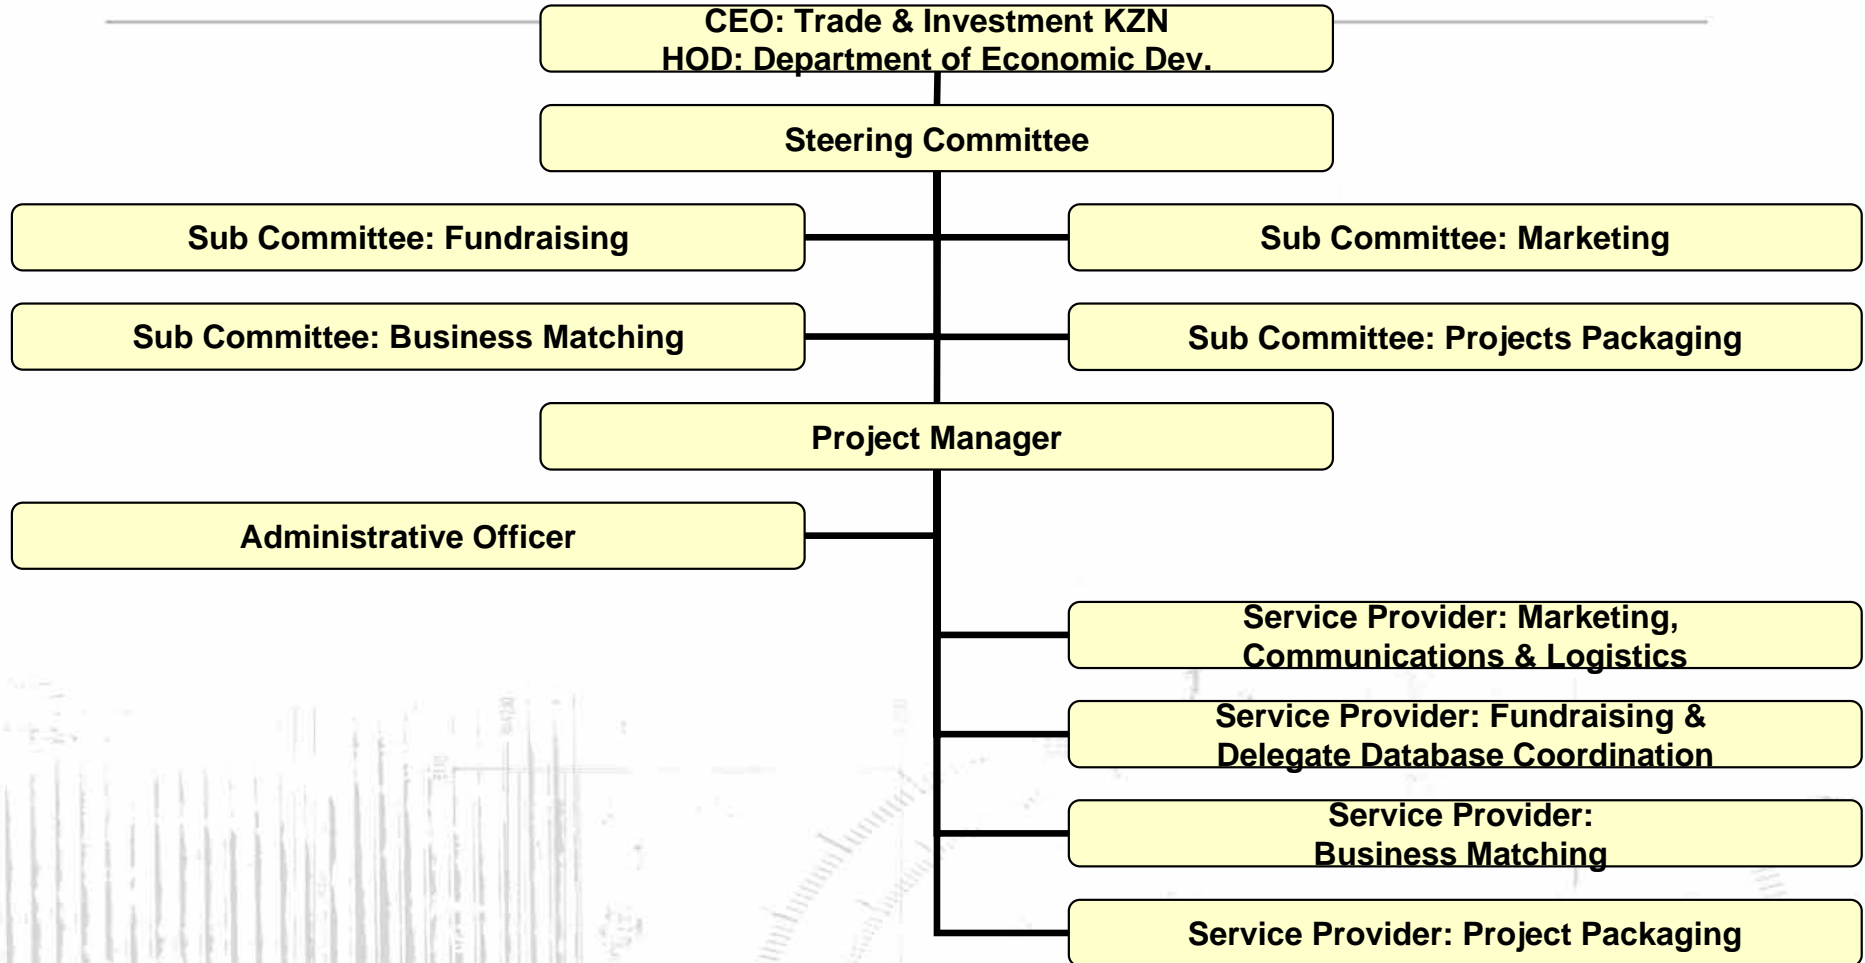 CEO: Trade & Investment KZN
HOD: Department of Economic Dev.
Steering Committee
Sub Committee: Fundraising
Sub Committee: Marketing
Sub Committee: Business Matching
Sub Committee: Projects Packaging
Project Manager
Administrative Officer
Service Provider: Marketing,
Communications & Logistics
Service Provider: Fundraising &
Delegate Database Coordination
Service Provider:
Business Matching
Service Provider: Project Packaging